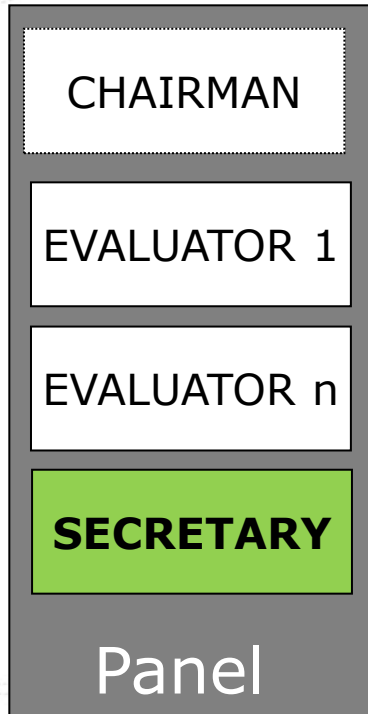 CHAIRMAN
EVALUATOR 1
EVALUATOR n
SECRETARY
Panel